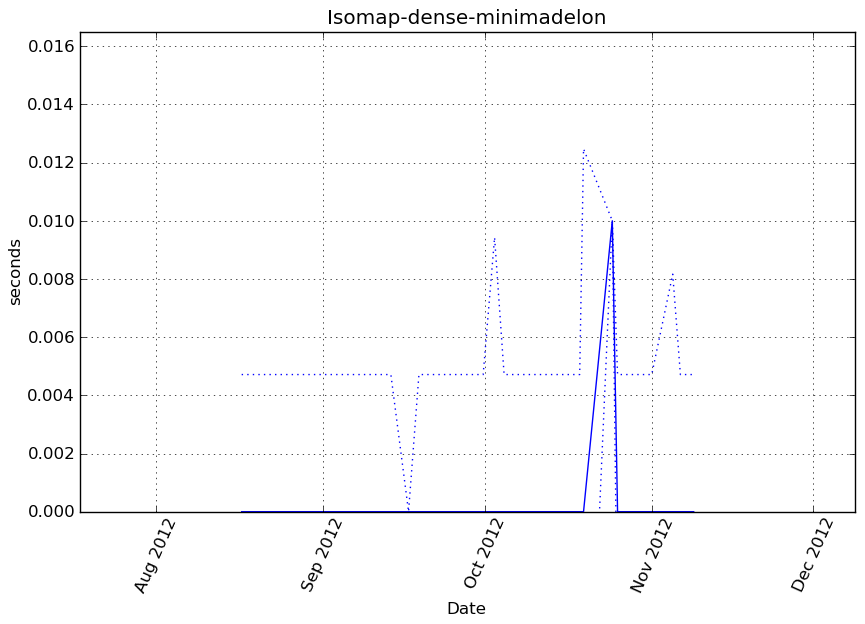 Isomap-dense-minimadelon
0.016
0.014
0.012
0.010
0.008
0.006
0.004
0.002
0.000
seconds
Aug 2012
Sep 2012
Oct 2012
Nov 2012
Dec 2012
Date